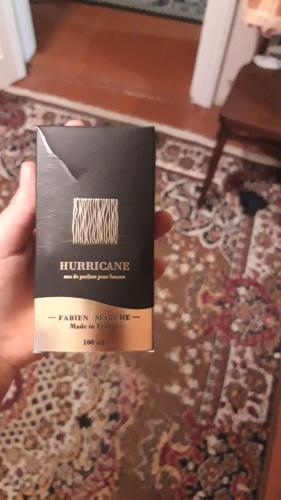 HURRICANE
eau de parfum pour homme
— FABIEN MARCHE —
Made in France
100 ml